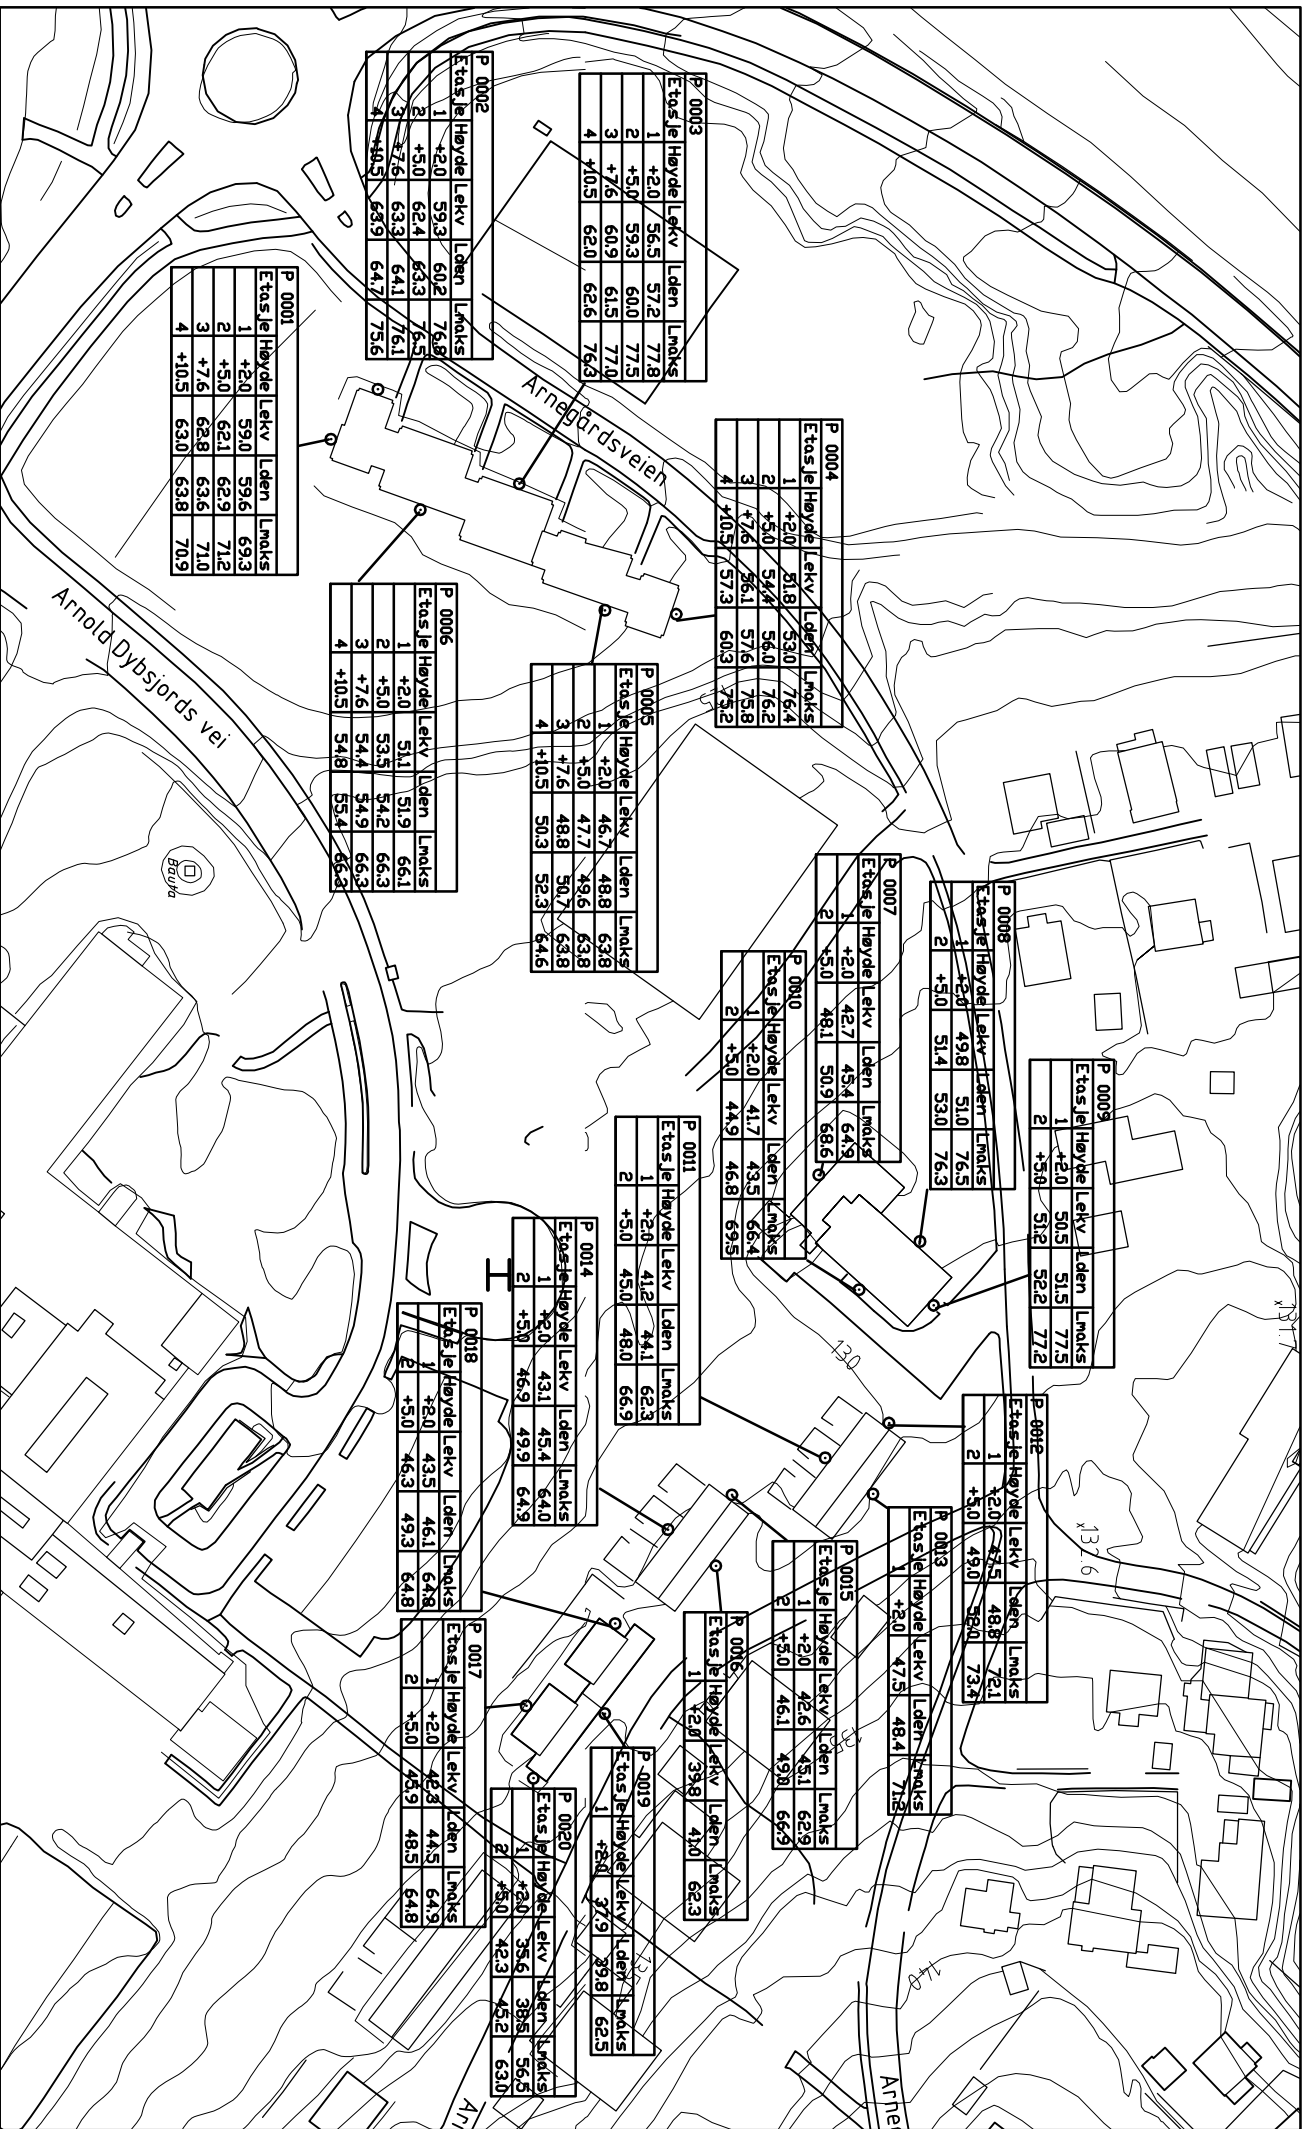 P 0001
Etasje Høyde Lekv Lden Lmaks
1 +2.0 59.0 59.6 69.3
2 +5.0 62.1 62.9 71.2
3 +7.6 62.8 63.6 71.0
4 +10.5 63.0 63.8 70.9
P 0002
Etasje Høyde Lekv Lden Lmaks
1 +2.0 59.3 60.2 76.8
2 +5.0 62.4 63.3 76.5
3 +7.6 63.3 64.1 76.1
4 +10.5 63.9 64.7 75.6
P 0003
Etasje Høyde Lekv Lden Lmaks
1 +2.0 56.5 57.2 77.8
2 +5.0 59.3 60.0 77.5
3 +7.6 60.9 61.5 77.0
4 +10.5 62.0 62.6 76.3
P 0004
Etasje Høyde Lekv Lden Lmaks
1 +2.0 51.8 53.0 76.4
2 +5.0 54.4 56.0 76.2
3 +7.6 56.1 57.6 75.8
4 +10.5 57.3 60.3 75.2
P 0005
Etasje Høyde Lekv Lden Lmaks
1 +2.0 46.7 48.8 63.8
2 +5.0 47.7 49.6 63.8
3 +7.6 48.8 50.7 63.8
4 +10.5 50.3 52.3 64.6
P 0006
Etasje Høyde Lekv Lden Lmaks
1 +2.0 51.1 51.9 66.1
2 +5.0 53.5 54.2 66.3
3 +7.6 54.4 54.9 66.3
4 +10.5 54.8 55.4 66.3
P 0007
Etasje Høyde Lekv Lden Lmaks
1 +2.0 42.7 45.4 64.9
2 +5.0 48.1 50.9 68.6
P 0008
Etasje Høyde Lekv Lden Lmaks
1 +2.0 49.8 51.0 76.5
2 +5.0 51.4 53.0 76.3
P 0009
Etasje Høyde Lekv Lden Lmaks
1 +2.0 50.5 51.5 77.5
2 +5.0 51.2 52.2 77.2
P 0010
Etasje Høyde Lekv Lden Lmaks
1 +2.0 41.7 43.5 66.4
2 +5.0 44.9 46.8 69.5
P 0011
Etasje Høyde Lekv Lden Lmaks
1 +2.0 41.2 44.1 62.3
2 +5.0 45.0 48.0 66.9
P 0012
Etasje Høyde Lekv Lden Lmaks
1 +2.0 47.5 48.8 72.1
2 +5.0 49.0 52.0 73.4
P 0013
Etasje Høyde Lekv Lden Lmaks
1 +2.0 47.5 48.4 71.2
P 0014
Etasje Høyde Lekv Lden Lmaks
1 +2.0 43.1 45.4 64.0
2 +5.0 46.9 49.9 64.9
P 0015
Etasje Høyde Lekv Lden Lmaks
1 +2.0 42.6 45.1 62.9
2 +5.0 46.1 49.0 66.9
P 0016
Etasje Høyde Lekv Lden Lmaks
1 +2.0 39.8 41.0 62.3
P 0017
Etasje Høyde Lekv Lden Lmaks
1 +2.0 42.3 44.5 64.9
2 +5.0 45.9 48.5 64.8
P 0018
Etasje Høyde Lekv Lden Lmaks
1 +2.0 43.5 46.1 64.8
2 +5.0 46.3 49.3 64.8
P 0019
Etasje Høyde Lekv Lden Lmaks
1 +2.0 37.9 39.8 62.5
P 0020
Etasje Høyde Lekv Lden Lmaks
1 +2.0 35.6 38.5 56.5
2 +5.0 42.3 45.2 63.0
Arnegårdsveien
Arnold Dybsjords vei
Bauta
130
x132.6
140